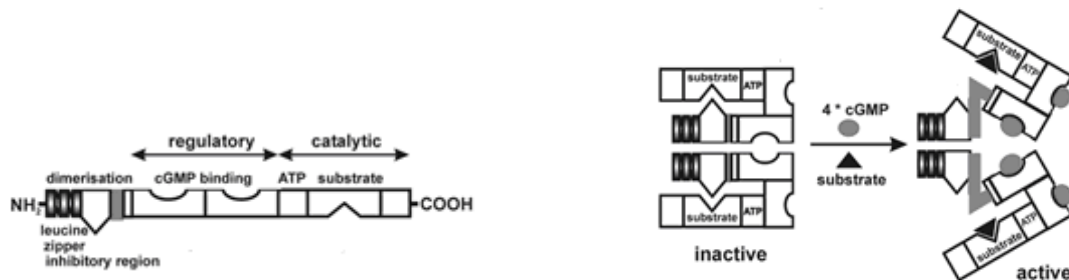 regulatory
catalytic
dimerisation
cGMP binding
ATP
substrate
NH2
COOH
leucine
zipper
inhibitory region
substrate
ATP
substrate
ATP
inactive
4 * cGMP
substrate
substrate
ATP
substrate
ATP
active